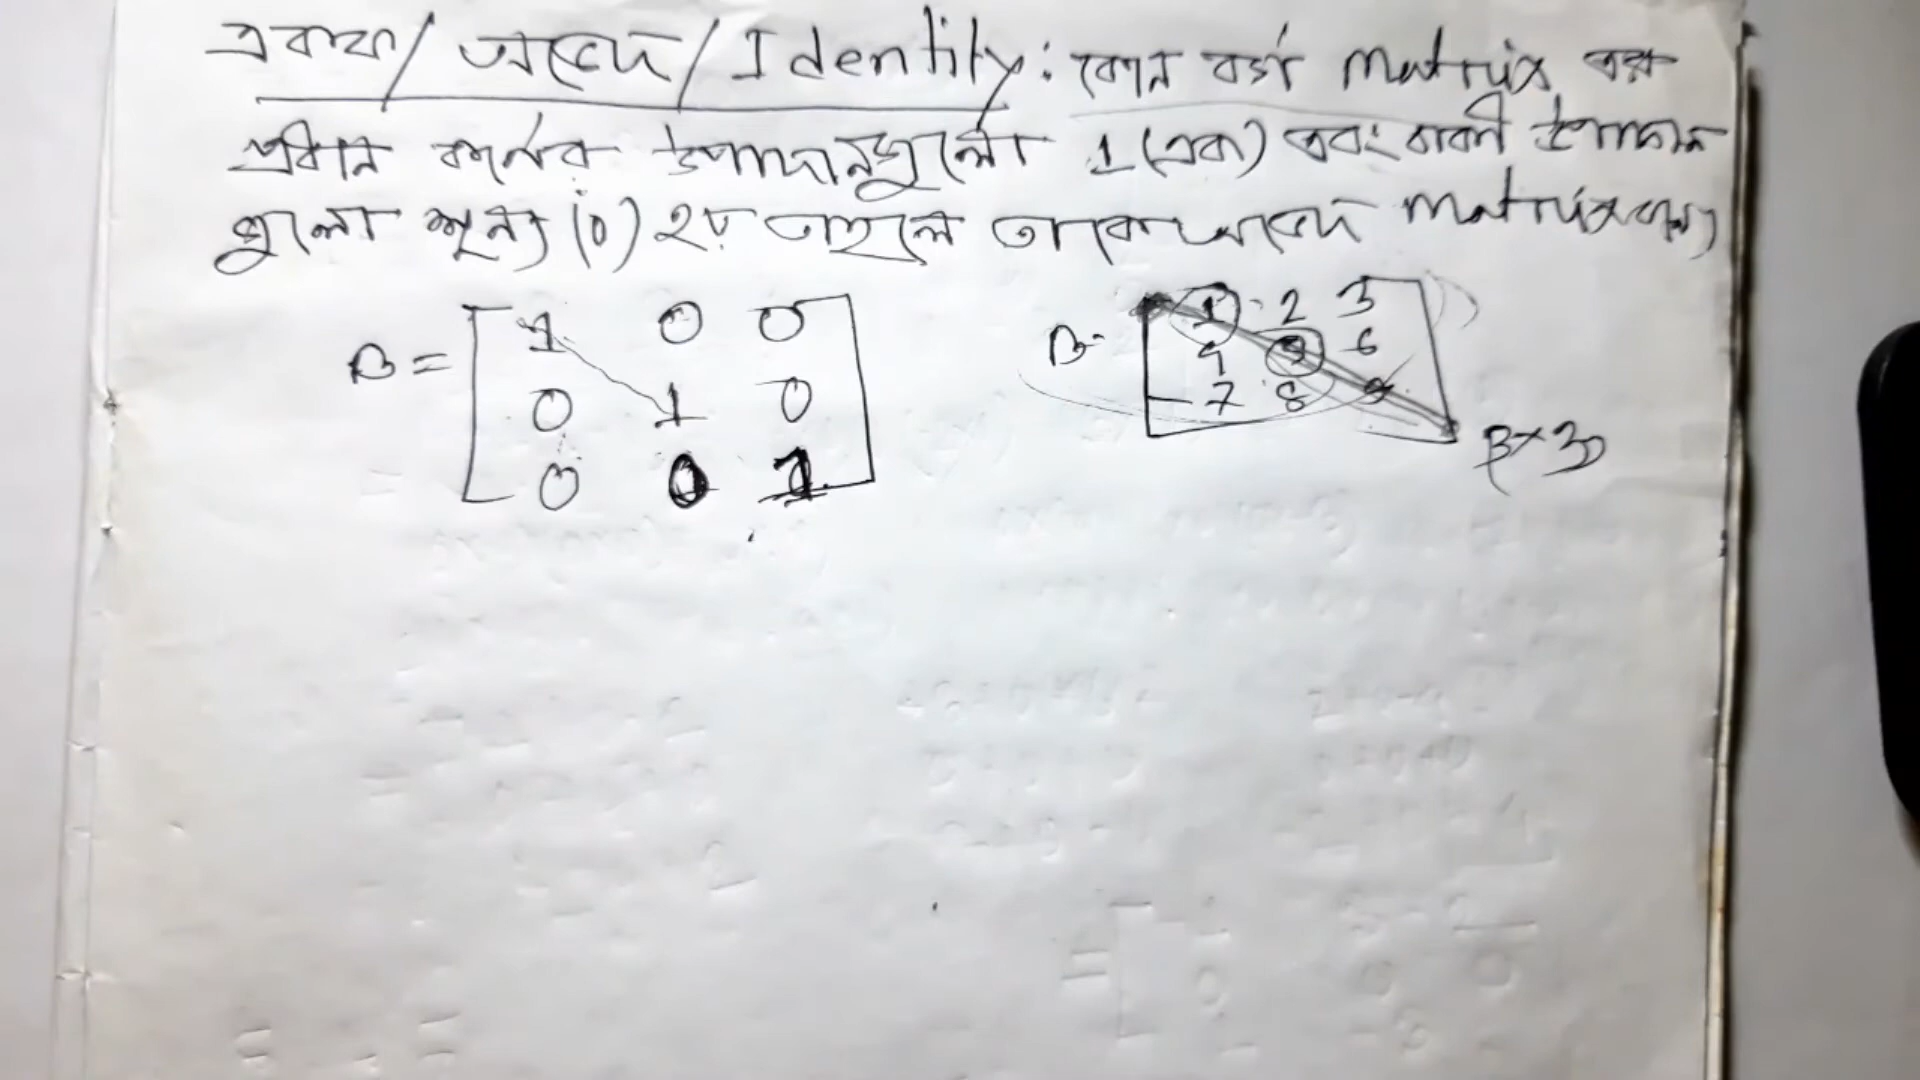 একক/অভেদ/Identity: কোন বর্গ Matrix এর
প্রধান কর্নের উপাদানগুলো 1 (এক) এবং বাকী উপাদান
গুলো শূন্য (0) হয় তাহলে তাকে অভেদ Matrix বলে
B = [1 0 0
0 1 0
0 0 1]
B = [1 2 3
4 5 6
7 8 9] 3×3